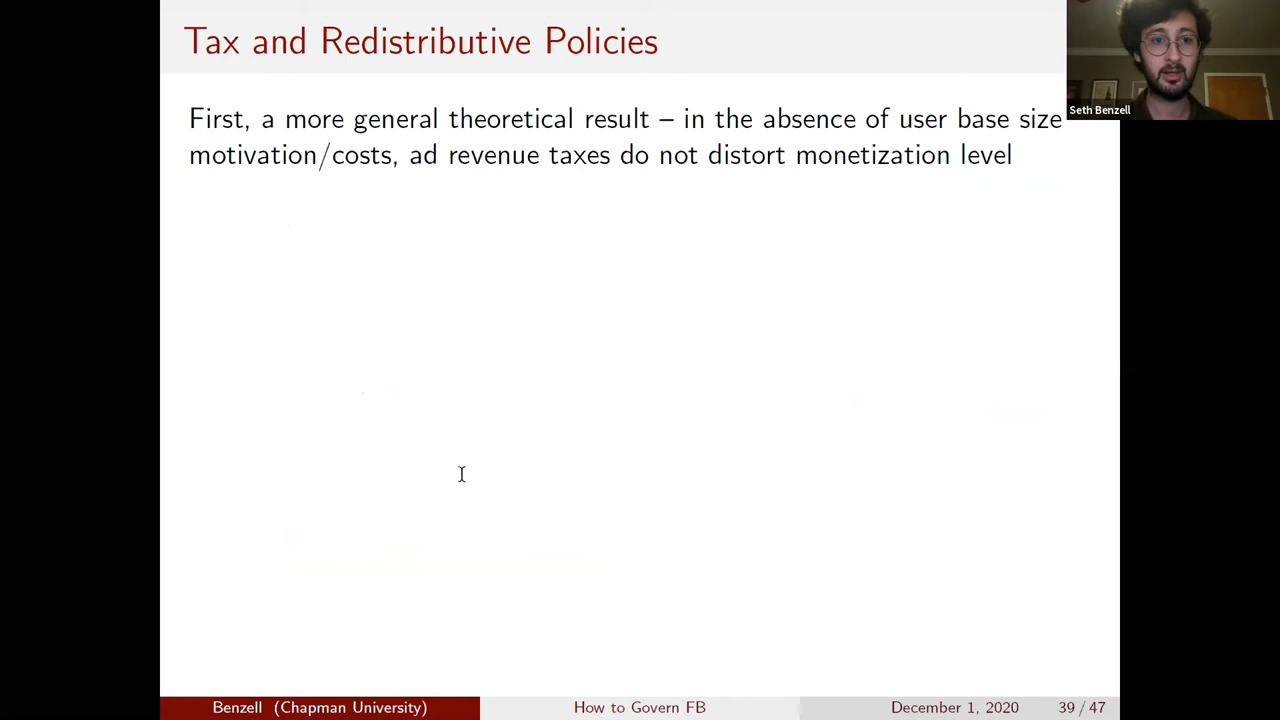 Tax and Redistributive Policies
Seth Benzell
First, a more general theoretical result – in the absence of user base size
motivation/costs, ad revenue taxes do not distort monetization level
Benzell (Chapman University)
How to Govern FB
December 1, 2020
39 / 47